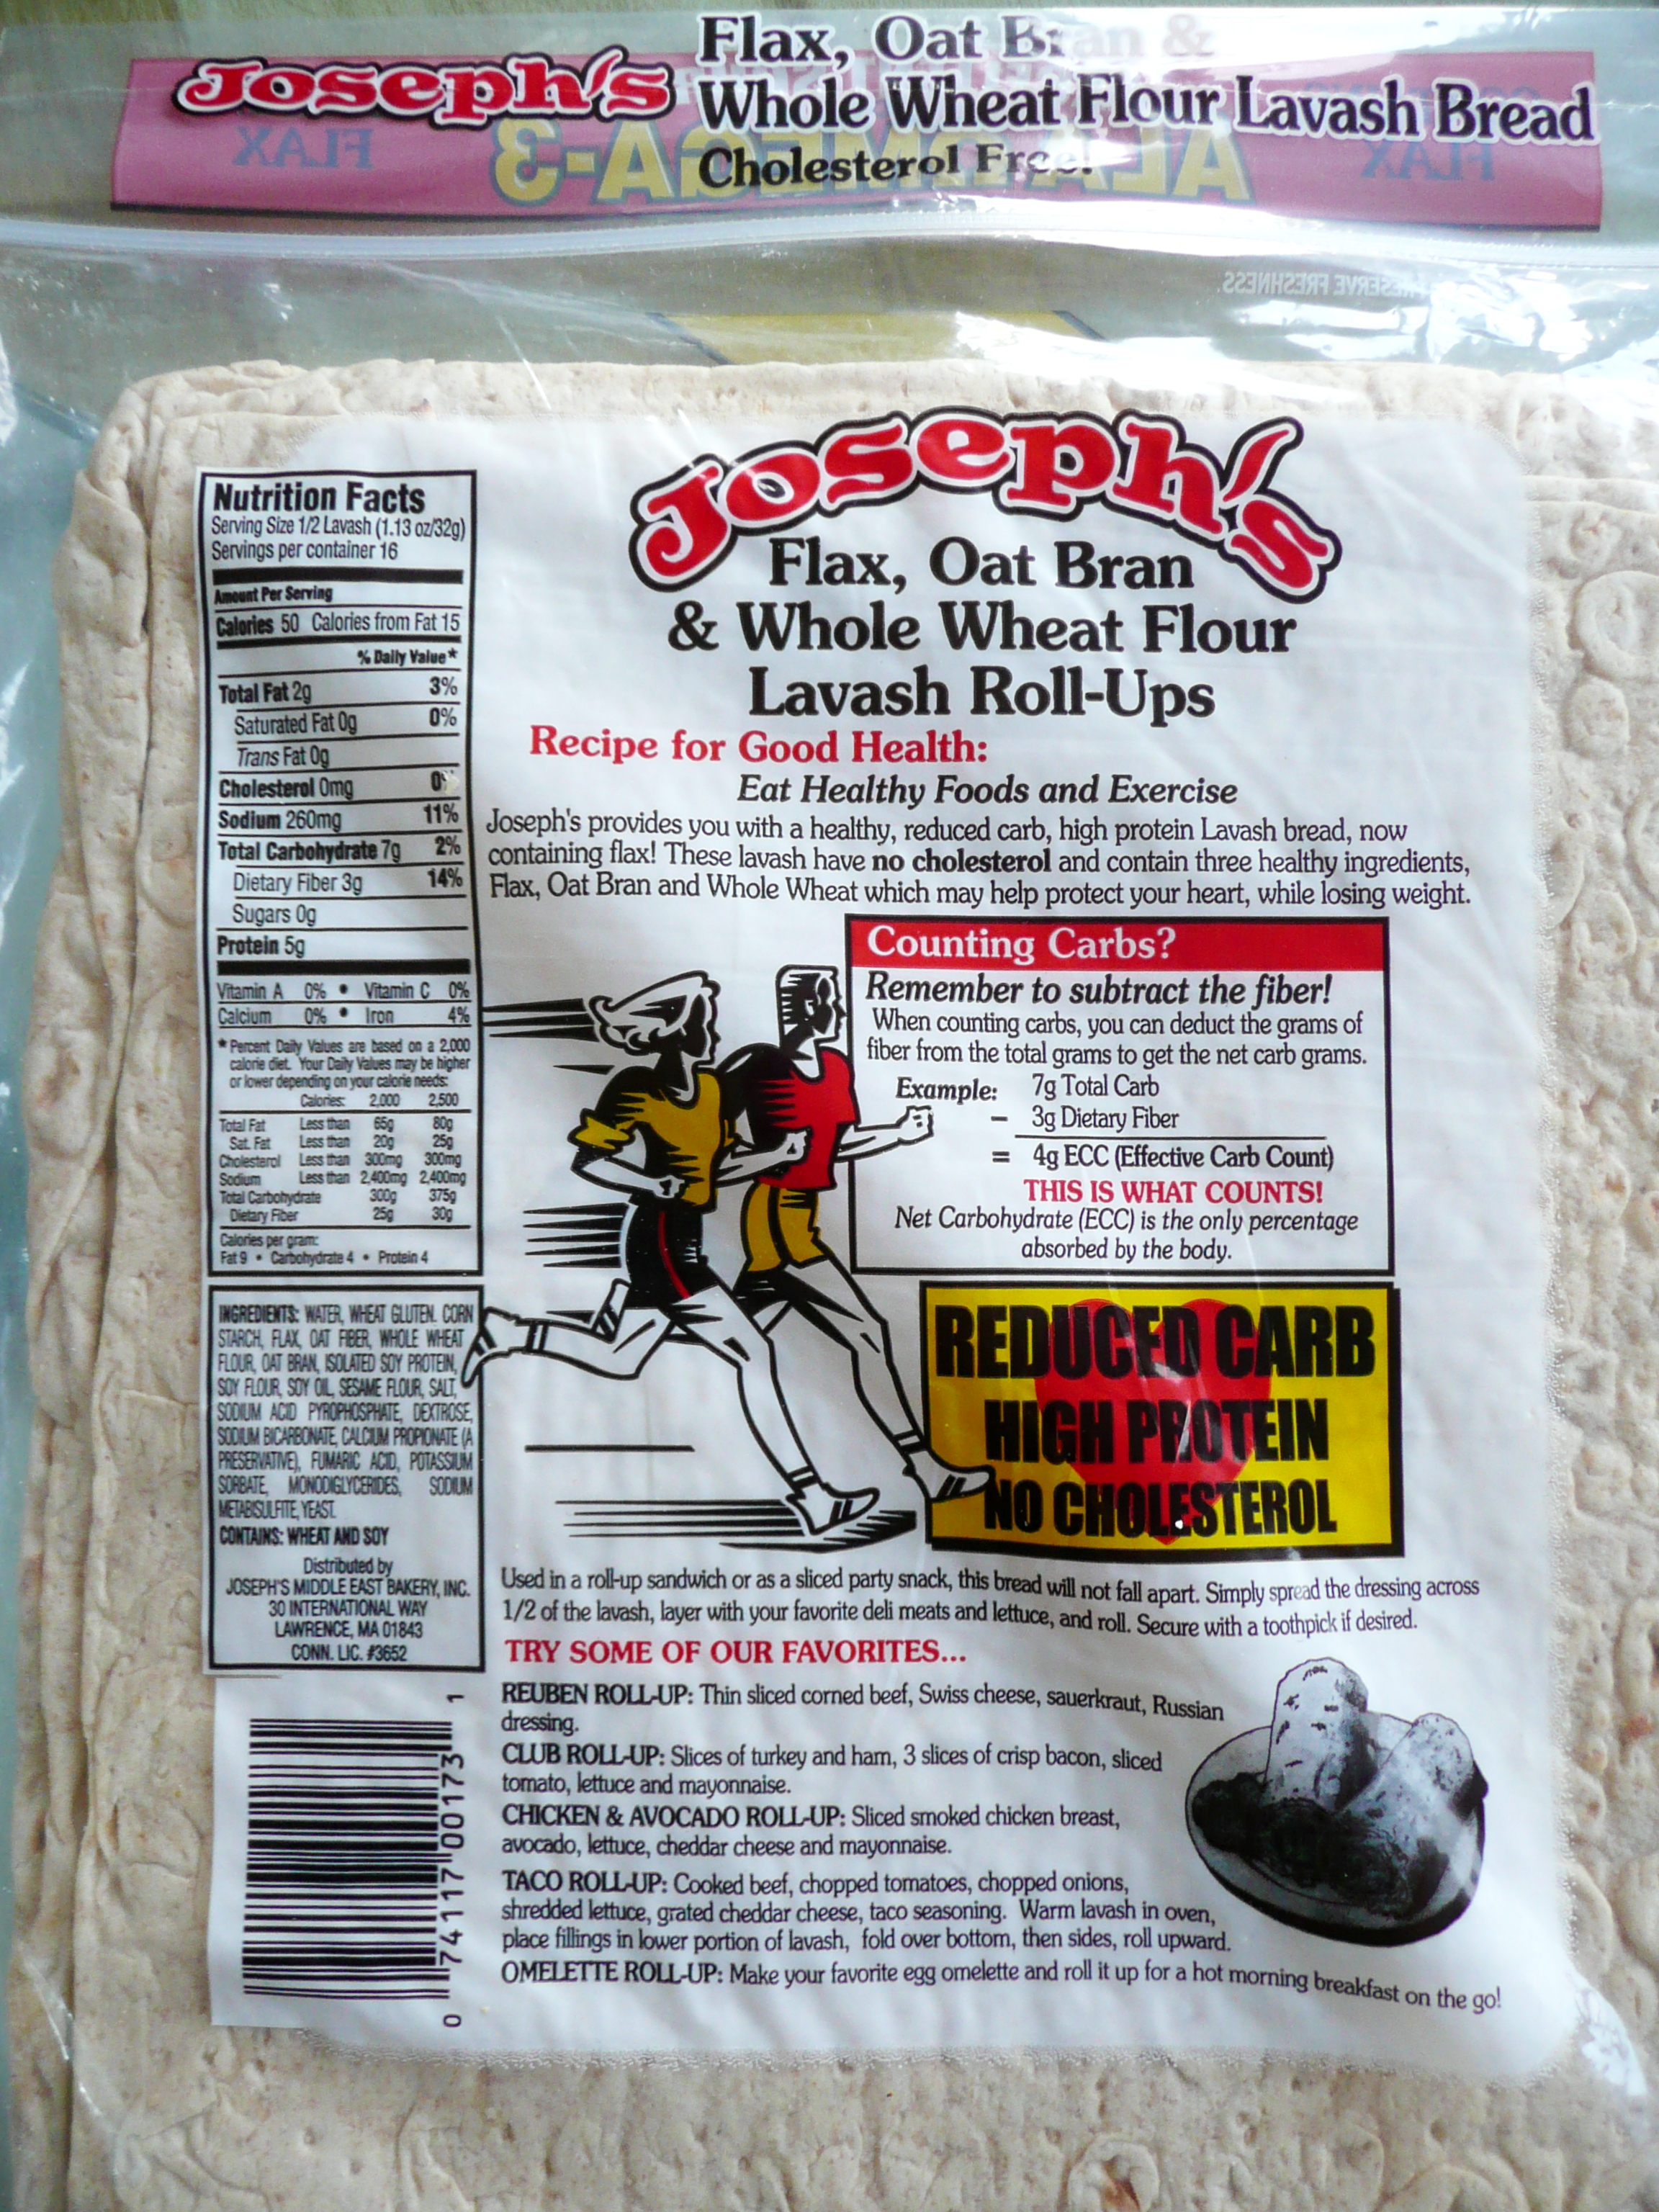 Flax, Oat Bran &
Joseph's Whole Wheat Flour Lavash Bread
Cholesterol Free!
FLAX ALA OMEGA-3 FLAX
PRESERVE FRESHNESS.
Joseph's
Flax, Oat Bran
& Whole Wheat Flour
Lavash Roll-Ups
Recipe for Good Health:
Eat Healthy Foods and Exercise
Joseph's provides you with a healthy, reduced carb, high protein Lavash bread, now
containing flax! These lavash have no cholesterol and contain three healthy ingredients,
Flax, Oat Bran and Whole Wheat which may help protect your heart, while losing weight.
Nutrition Facts
Serving Size 1/2 Lavash (1.13 oz/32g)
Servings per container 16
Amount Per Serving
Calories 50 Calories from Fat 15
% Daily Value*
Total Fat 2g 3%
Saturated Fat 0g 0%
Trans Fat 0g
Cholesterol 0mg 0%
Sodium 260mg 11%
Total Carbohydrate 7g 2%
Dietary Fiber 3g 14%
Sugars 0g
Protein 5g
Vitamin A 0% • Vitamin C 0%
Calcium 0% • Iron 4%
* Percent Daily Values are based on a 2,000
calorie diet. Your Daily Values may be higher
or lower depending on your calorie needs:
Calories: 2,000 2,500
Total Fat Less than 65g 80g
Sat. Fat Less than 20g 25g
Cholesterol Less than 300mg 300mg
Sodium Less than 2,400mg 2,400mg
Total Carbohydrate 300g 375g
Dietary Fiber 25g 30g
Calories per gram:
Fat 9 • Carbohydrate 4 • Protein 4
INGREDIENTS: WATER, WHEAT GLUTEN, CORN
STARCH, FLAX, OAT FIBER, WHOLE WHEAT
FLOUR, OAT BRAN, ISOLATED SOY PROTEIN,
SOY FLOUR, SOY OIL, SESAME FLOUR, SALT,
SODIUM ACID PYROPHOSPHATE, DEXTROSE,
SODIUM BICARBONATE, CALCIUM PROPIONATE (A
PRESERVATIVE), FUMARIC ACID, POTASSIUM
SORBATE, MONODIGLYCERIDES, SODIUM
METABISULFITE, YEAST.
CONTAINS: WHEAT AND SOY
Distributed by
JOSEPH'S MIDDLE EAST BAKERY, INC.
30 INTERNATIONAL WAY
LAWRENCE, MA 01843
CONN. LIC. #3652
0 74117 00173 1
Counting Carbs?
Remember to subtract the fiber!
When counting carbs, you can deduct the grams of
fiber from the total grams to get the net carb grams.
Example: 7g Total Carb
– 3g Dietary Fiber
= 4g ECC (Effective Carb Count)
THIS IS WHAT COUNTS!
Net Carbohydrate (ECC) is the only percentage
absorbed by the body.
REDUCED CARB
HIGH PROTEIN
NO CHOLESTEROL
Used in a roll-up sandwich or as a sliced party snack, this bread will not fall apart. Simply spread the dressing across
1/2 of the lavash, layer with your favorite deli meats and lettuce, and roll. Secure with a toothpick if desired.
TRY SOME OF OUR FAVORITES...
REUBEN ROLL-UP: Thin sliced corned beef, Swiss cheese, sauerkraut, Russian
dressing.
CLUB ROLL-UP: Slices of turkey and ham, 3 slices of crisp bacon, sliced
tomato, lettuce and mayonnaise.
CHICKEN & AVOCADO ROLL-UP: Sliced smoked chicken breast,
avocado, lettuce, cheddar cheese and mayonnaise.
TACO ROLL-UP: Cooked beef, chopped tomatoes, chopped onions,
shredded lettuce, grated cheddar cheese, taco seasoning. Warm lavash in oven,
place fillings in lower portion of lavash, fold over bottom, then sides, roll upward.
OMELETTE ROLL-UP: Make your favorite egg omelette and roll it up for a hot morning breakfast on the go!